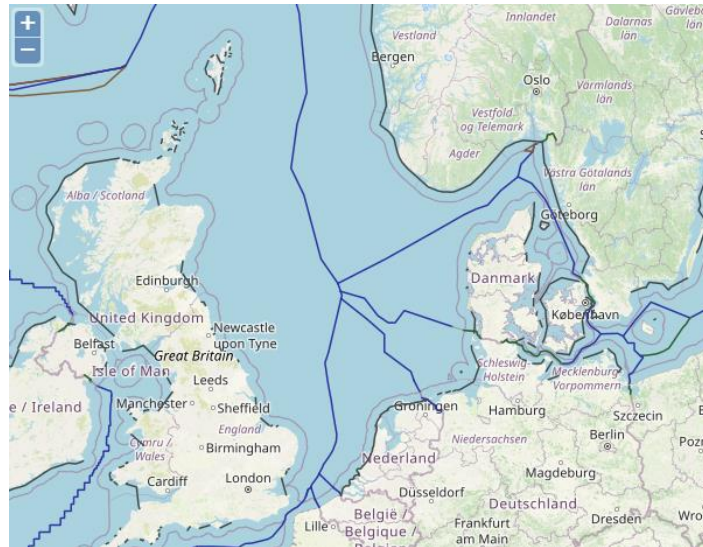 +
−
Innlandet
Dalarnas
län
Gävlebo
län
Vestland
Bergen
Oslo
Värmlands
län
Vestfold
og Telemark
Agder
Västra Götalands
län
Göteborg
Alba / Scotland
Danmark
Edinburgh
København
United Kingdom
Newcastle
upon Tyne
Belfast
Great Britain
Isle of Man
Schleswig-
Holstein
Mecklenburg
Vorpommern
Leeds
e / Ireland
Manchester
Sheffield
Groningen
Hamburg
Szczecin
England
Cymru /
Wales
Birmingham
Niedersachsen
Berlin
Poz
Nederland
Magdeburg
Cardiff
London
Düsseldorf
Deutschland
Lille
België /
Belgique /
Frankfurt
am Main
Dresden
Wro